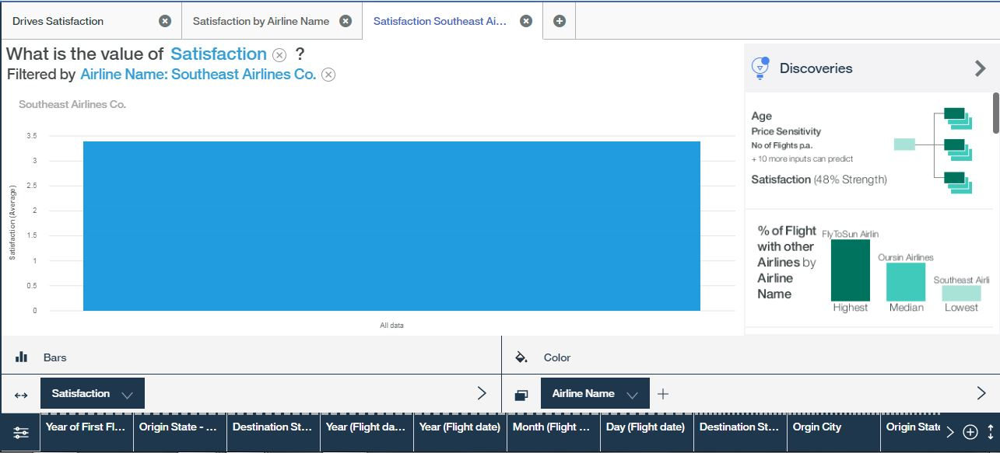 Drives Satisfaction
Satisfaction by Airline Name
Satisfaction Southeast Ai...
What is the value of Satisfaction ?
Filtered by Airline Name: Southeast Airlines Co.
Southeast Airlines Co.
Satisfaction (Average)
3.5
3
2.5
2
1.5
1
0.5
0
All data
Discoveries
Age
Price Sensitivity
No of Flights p.a.
+ 10 more inputs can predict
Satisfaction (48% Strength)
% of Flight
with other
Airlines by
Airline
Name
FlyToSun Airlin
Oursin Airlines
Southeast Airli
Highest
Median
Lowest
Bars
Color
Satisfaction
Airline Name
Year of First Fl...
Origin State - ...
Destination St...
Year (Flight da...
Year (Flight date)
Month (Flight ...
Day (Flight date)
Destination St...
Orgin City
Origin State